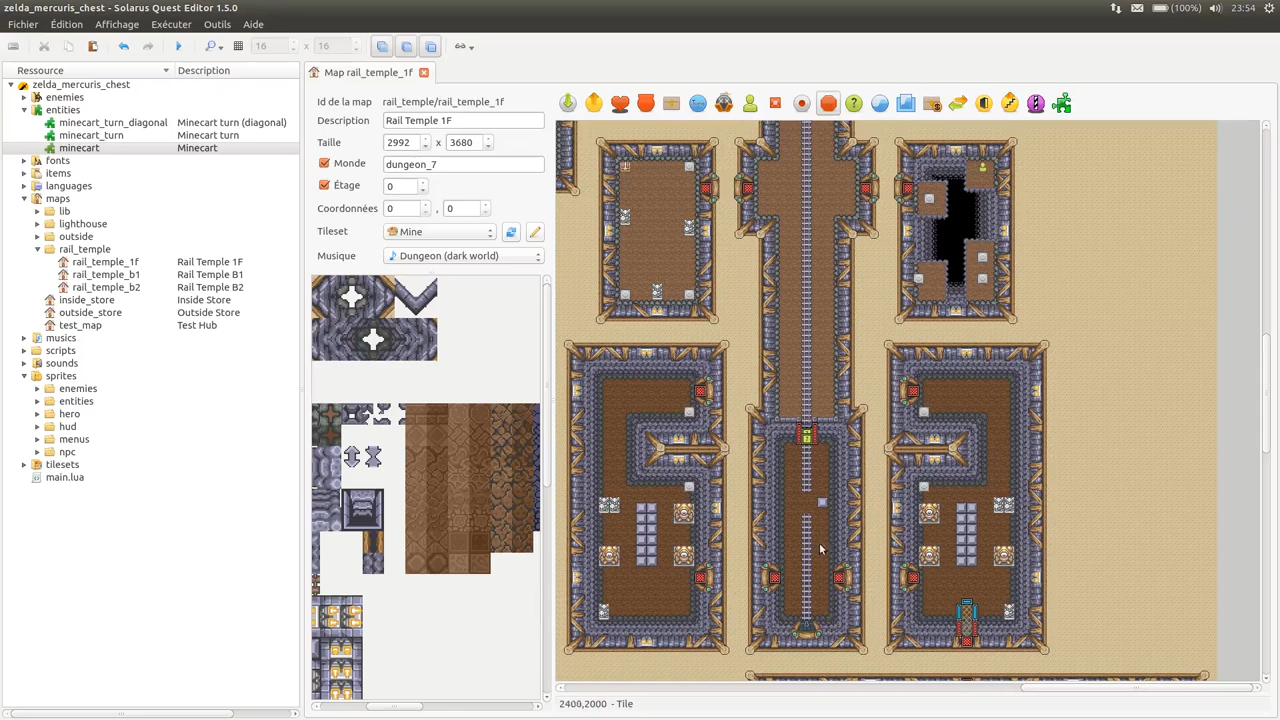 zelda_mercuris_chest - Solarus Quest Editor 1.5.0
(100%) 23:54
Fichier Édition Affichage Exécuter Outils Aide
16 x 16
Ressource Description
zelda_mercuris_chest
enemies
entities
minecart_turn_diagonal Minecart turn (diagonal)
minecart_turn Minecart turn
minecart Minecart
fonts
items
languages
maps
lib
lighthouse
outside
rail_temple
rail_temple_1f Rail Temple 1F
rail_temple_b1 Rail Temple B1
rail_temple_b2 Rail Temple B2
inside_store Inside Store
outside_store Outside Store
test_map Test Hub
musics
scripts
sounds
sprites
enemies
entities
hero
hud
menus
npc
tilesets
main.lua
Map rail_temple_1f
Id de la map rail_temple/rail_temple_1f
Description Rail Temple 1F
Taille 2992 x 3680
Monde dungeon_7
Étage 0
Coordonnées 0 , 0
Tileset Mine
Musique Dungeon (dark world)
2400,2000 - Tile